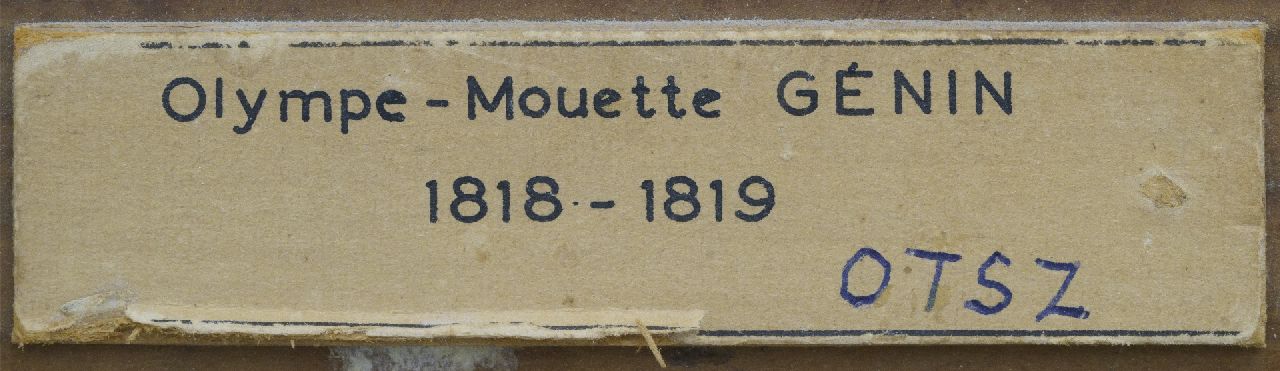 Olympe-Mouette GÉNIN
1818 - 1819
OTSZ